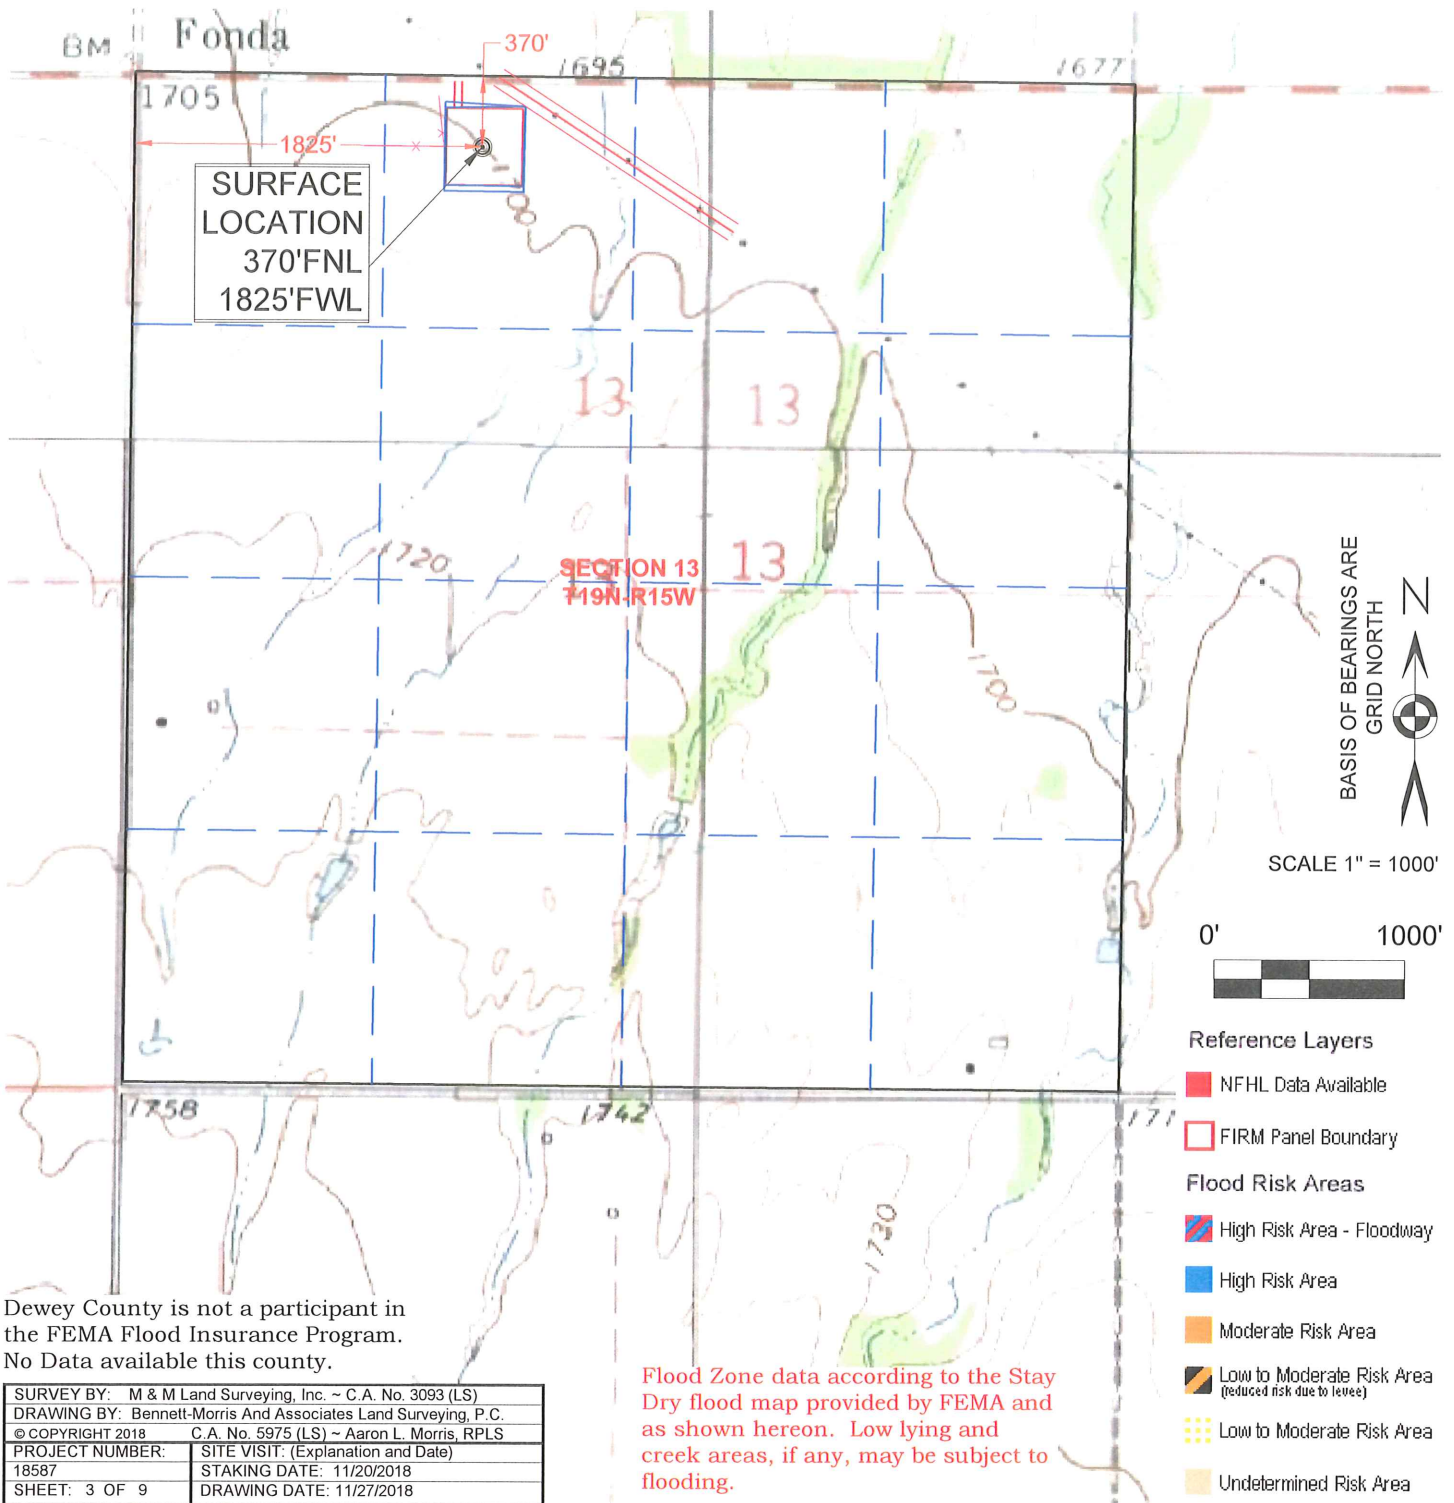 BM
Fonda
370'
1695
1677
1705
1825'
SURFACE
LOCATION
370'FNL
1825'FWL
1700
13
13
1720
SECTION 13
T19N-R15W
13
1700
BASIS OF BEARINGS ARE
GRID NORTH
N
SCALE 1" = 1000'
0'
1000'
Reference Layers
NFHL Data Available
FIRM Panel Boundary
Flood Risk Areas
High Risk Area - Floodway
High Risk Area
Moderate Risk Area
Low to Moderate Risk Area
(reduced risk due to levee)
Low to Moderate Risk Area
Undetermined Risk Area
1758
1742
171
1730
Dewey County is not a participant in
the FEMA Flood Insurance Program.
No Data available this county.
Flood Zone data according to the Stay
Dry flood map provided by FEMA and
as shown hereon. Low lying and
creek areas, if any, may be subject to
flooding.
SURVEY BY: M & M Land Surveying, Inc. ~ C.A. No. 3093 (LS)
DRAWING BY: Bennett-Morris And Associates Land Surveying, P.C.
© COPYRIGHT 2018 C.A. No. 5975 (LS) ~ Aaron L. Morris, RPLS
PROJECT NUMBER: SITE VISIT: (Explanation and Date)
18587 STAKING DATE: 11/20/2018
SHEET: 3 OF 9 DRAWING DATE: 11/27/2018